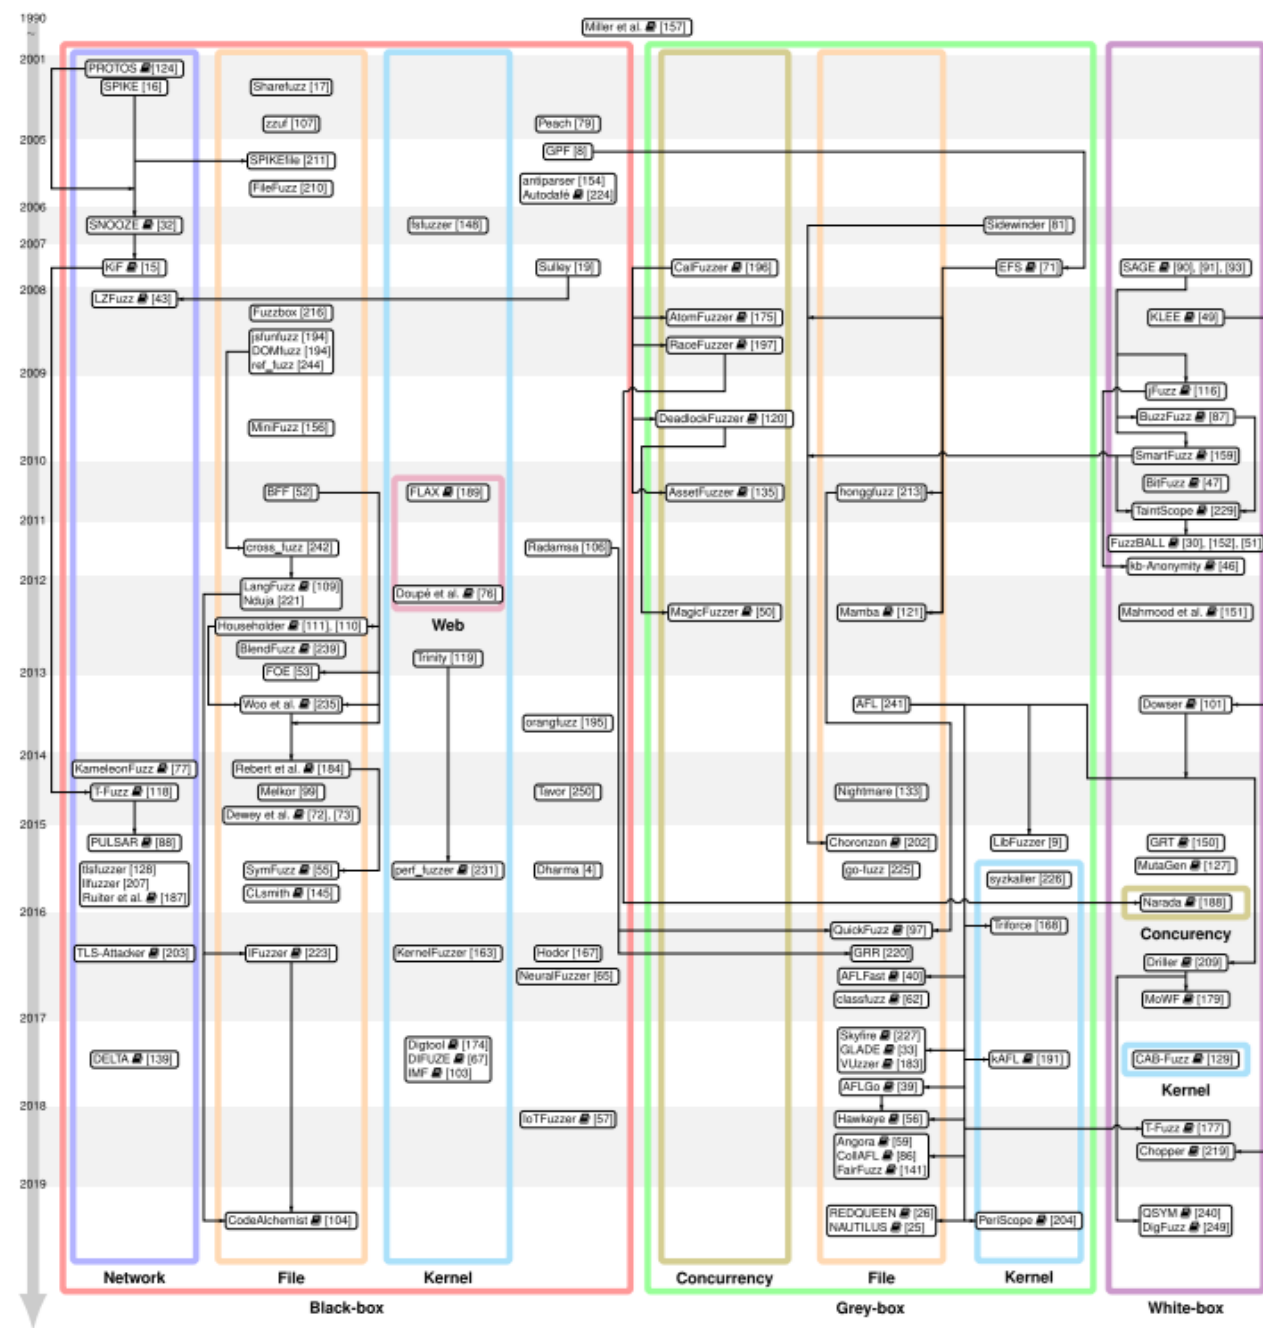 1990
~
Miller et al. [157]
2001
PROTOS [124]
SPIKE [16]
Sharefuzz [17]
zzuf [107]
Peach [79]
2005
GPF [8]
SPIKEfile [211]
FileFuzz [210]
antiparser [154]
Autodafé [224]
2006
SNOOZE [32]
fsfuzzer [148]
Sidewinder [81]
2007
KiF [15]
Sulley [19]
CalFuzzer [196]
EFS [71]
SAGE [90], [91], [93]
2008
LZFuzz [43]
Fuzzbox [216]
AtomFuzzer [175]
KLEE [49]
jsfunfuzz [194]
DOMfuzz [194]
ref_fuzz [244]
RaceFuzzer [197]
2009
jFuzz [116]
DeadlockFuzzer [120]
BuzzFuzz [87]
MiniFuzz [156]
SmartFuzz [159]
2010
BitFuzz [47]
BFF [52]
FLAX [189]
AssetFuzzer [135]
honggfuzz [213]
TaintScope [229]
2011
cross_fuzz [242]
Radamsa [106]
FuzzBALL [30], [152], [51]
kb-Anonymity [46]
2012
LangFuzz [109]
Nduja [221]
Doupé et al. [76]
MagicFuzzer [50]
Mamba [121]
Mahmood et al. [151]
Householder [111], [110]
Web
BlendFuzz [239]
Trinity [119]
FOE [53]
2013
Woo et al. [235]
AFL [241]
Dowser [101]
orangfuzz [195]
2014
KameleonFuzz [77]
Rebert et al. [184]
T-Fuzz [118]
Melkor [99]
Tavor [250]
Nightmare [133]
Dewey et al. [72], [73]
2015
PULSAR [88]
Choronzon [202]
LibFuzzer [9]
GRT [150]
tlsfuzzer [128]
llfuzzer [207]
Ruiter et al. [187]
SymFuzz [55]
perf_fuzzer [231]
Dharma [4]
go-fuzz [225]
MutaGen [127]
syzkaller [226]
CLsmith [145]
Narada [188]
2016
Triforce [168]
QuickFuzz [97]
Concurency
TLS-Attacker [203]
IFuzzer [223]
KernelFuzzer [163]
Hodor [167]
GRR [220]
Driller [209]
NeuralFuzzer [65]
AFLFast [40]
classfuzz [62]
MoWF [179]
2017
Skyfire [227]
GLADE [33]
VUzzer [183]
DELTA [139]
Digtool [174]
DIFUZE [67]
IMF [103]
kAFL [191]
CAB-Fuzz [129]
AFLGo [39]
Kernel
2018
IoTFuzzer [57]
Hawkeye [56]
T-Fuzz [177]
Angora [59]
CollAFL [86]
FairFuzz [141]
Chopper [219]
2019
CodeAlchemist [104]
REDQUEEN [26]
NAUTILUS [25]
PeriScope [204]
QSYM [240]
DigFuzz [249]
Network
File
Kernel
Concurrency
File
Kernel
Black-box
Grey-box
White-box